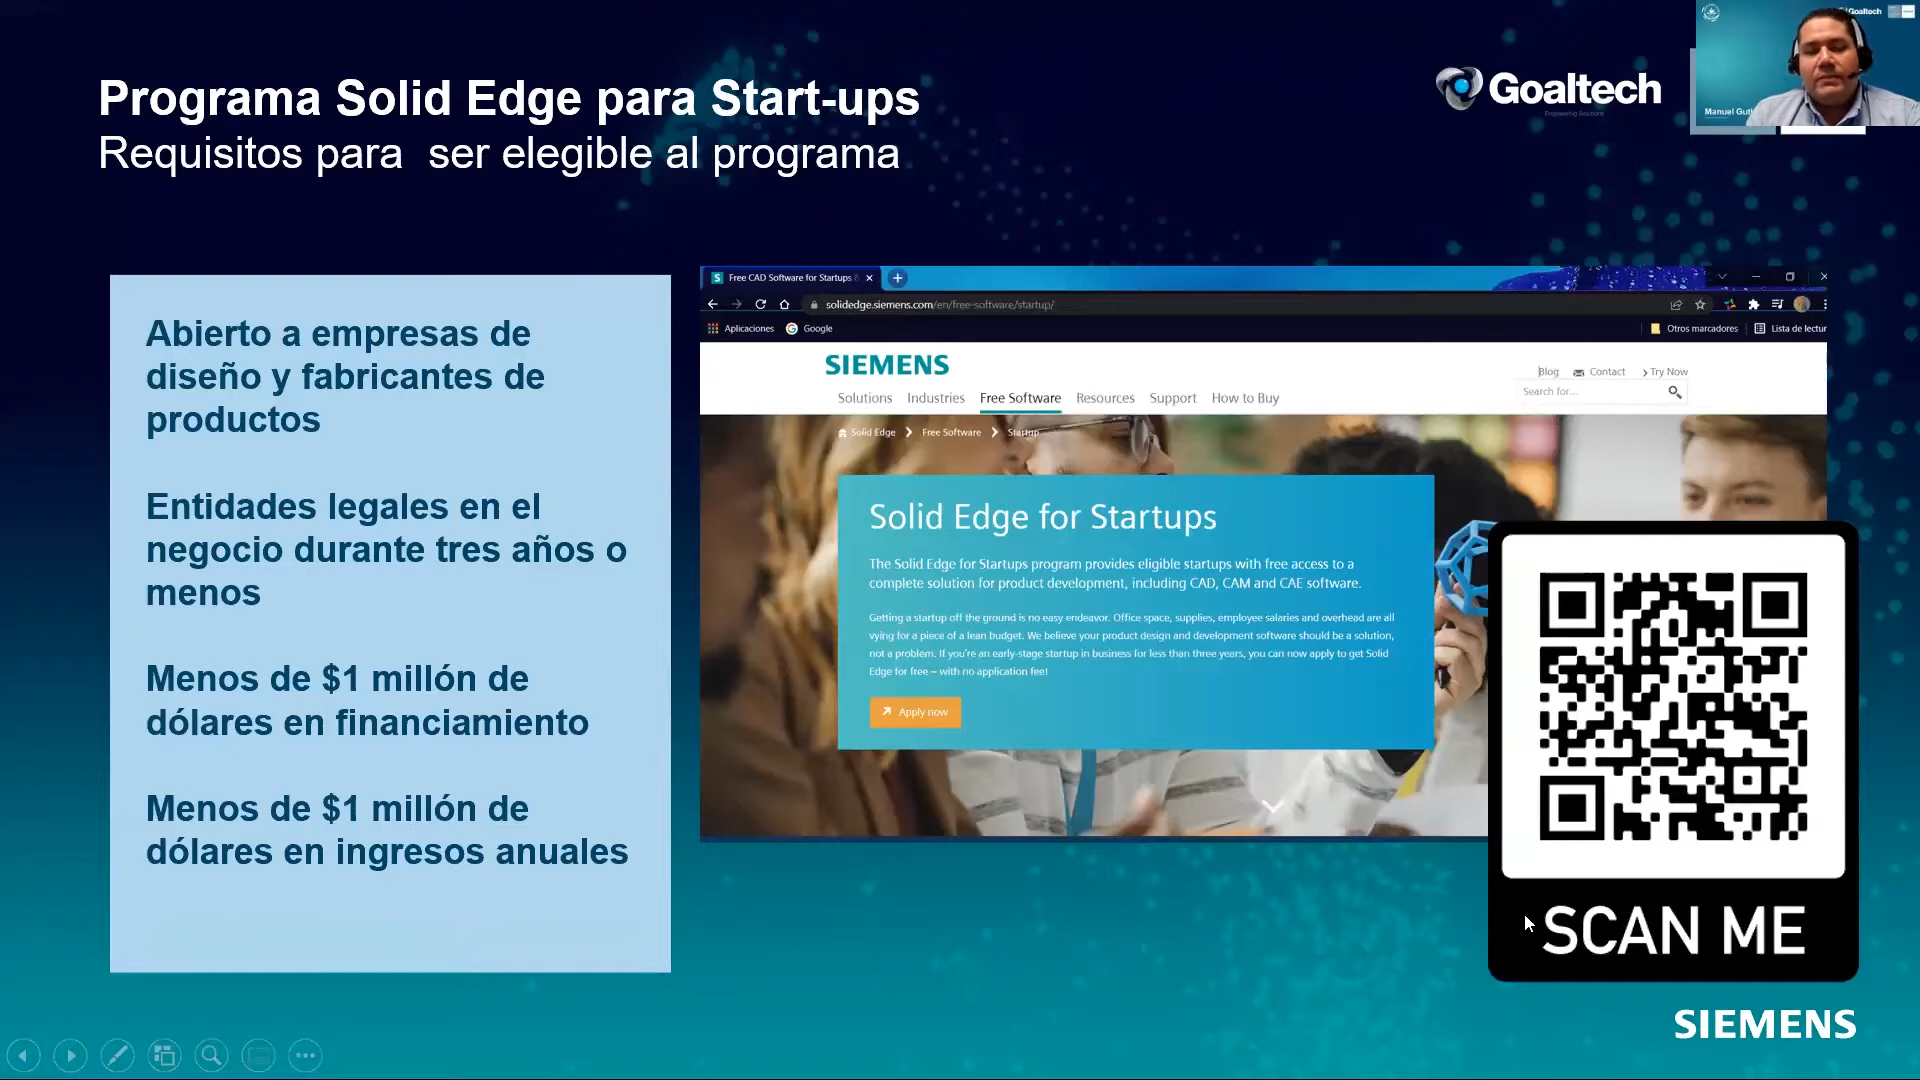 Programa Solid Edge para Start-ups
Requisitos para ser elegible al programa
Goaltech
Engineering Solutions
Goaltech
Manuel Guti
Abierto a empresas de
diseño y fabricantes de
productos
Entidades legales en el
negocio durante tres años o
menos
Menos de $1 millón de
dólares en financiamiento
Menos de $1 millón de
dólares en ingresos anuales
Free CAD Software for Startups
solidedge.siemens.com/en/free-software/startup/
Aplicaciones Google Otros marcadores Lista de lectur
SIEMENS
Blog Contact Try Now
Search for...
Solutions Industries Free Software Resources Support How to Buy
Solid Edge Free Software Startup
Solid Edge for Startups
The Solid Edge for Startups program provides eligible startups with free access to a
complete solution for product development, including CAD, CAM and CAE software.
Getting a startup off the ground is no easy endeavor. Office space, supplies, employee salaries and overhead are all
vying for a piece of a lean budget. We believe your product design and development software should be a solution,
not a problem. If you're an early-stage startup in business for less than three years, you can now apply to get Solid
Edge for free – with no application fee!
Apply now
SCAN ME
SIEMENS